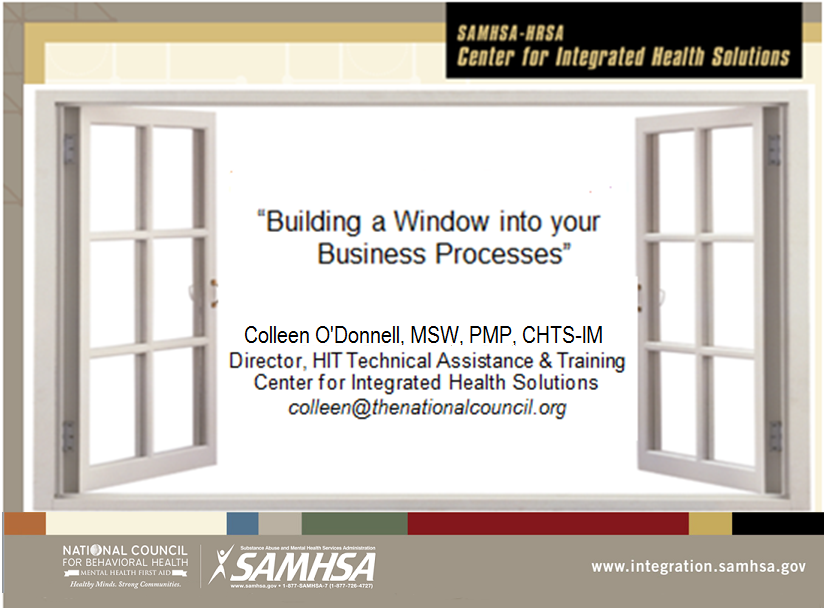 SAMHSA-HRSA
Center for Integrated Health Solutions
“Building a Window into your
Business Processes”
Colleen O'Donnell, MSW, PMP, CHTS-IM
Director, HIT Technical Assistance & Training
Center for Integrated Health Solutions
colleen@thenationalcouncil.org
NATIONAL COUNCIL
FOR BEHAVIORAL HEALTH
MENTAL HEALTH FIRST AID
Healthy Minds. Strong Communities.
Substance Abuse and Mental Health Services Administration
SAMHSA
www.samhsa.gov • 1-877-SAMHSA-7 (1-877-726-4727)
www.integration.samhsa.gov